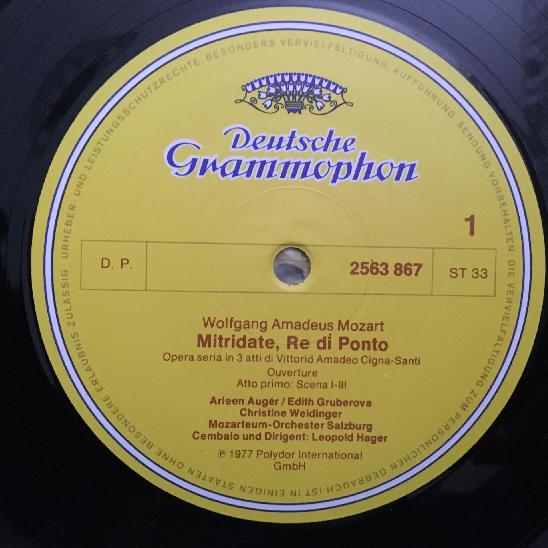 URHEBER- UND LEISTUNGSSCHUTZRECHTE, BESONDERS VERVIELFÄLTIGUNG, AUFFÜHRUNG, SENDUNG VORBEHALTEN; DIE VERVIELFÄLTIGUNG ZUM PERSÖNLICHEN GEBRAUCH IST IN EINIGEN STAATEN OHNE BESONDERE ERLAUBNIS ZULÄSSIG ·
Deutsche
Grammophon
1
D. P. 2563 867 ST 33
Wolfgang Amadeus Mozart
Mitridate, Re di Ponto
Opera seria in 3 atti di Vittorio Amadeo Cigna-Santi
Ouverture
Atto primo: Scena I-III
Arleen Augér / Edith Gruberova
Christine Weidinger
Mozarteum-Orchester Salzburg
Cembalo und Dirigent: Leopold Hager
℗ 1977 Polydor International
GmbH